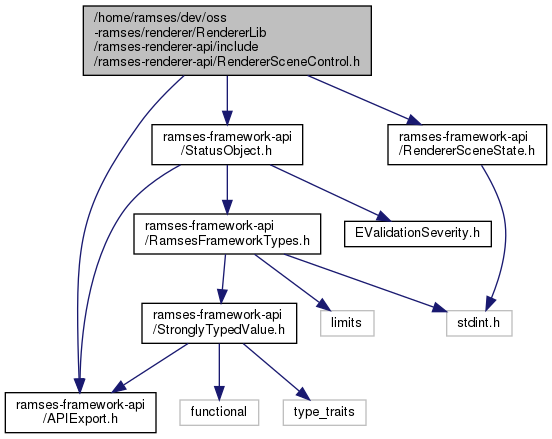 /home/ramses/dev/oss
-ramses/renderer/RendererLib
/ramses-renderer-api/include
/ramses-renderer-api/RendererSceneControl.h
ramses-framework-api
/StatusObject.h
ramses-framework-api
/RendererSceneState.h
ramses-framework-api
/RamsesFrameworkTypes.h
EValidationSeverity.h
ramses-framework-api
/StronglyTypedValue.h
limits
stdint.h
ramses-framework-api
/APIExport.h
functional
type_traits